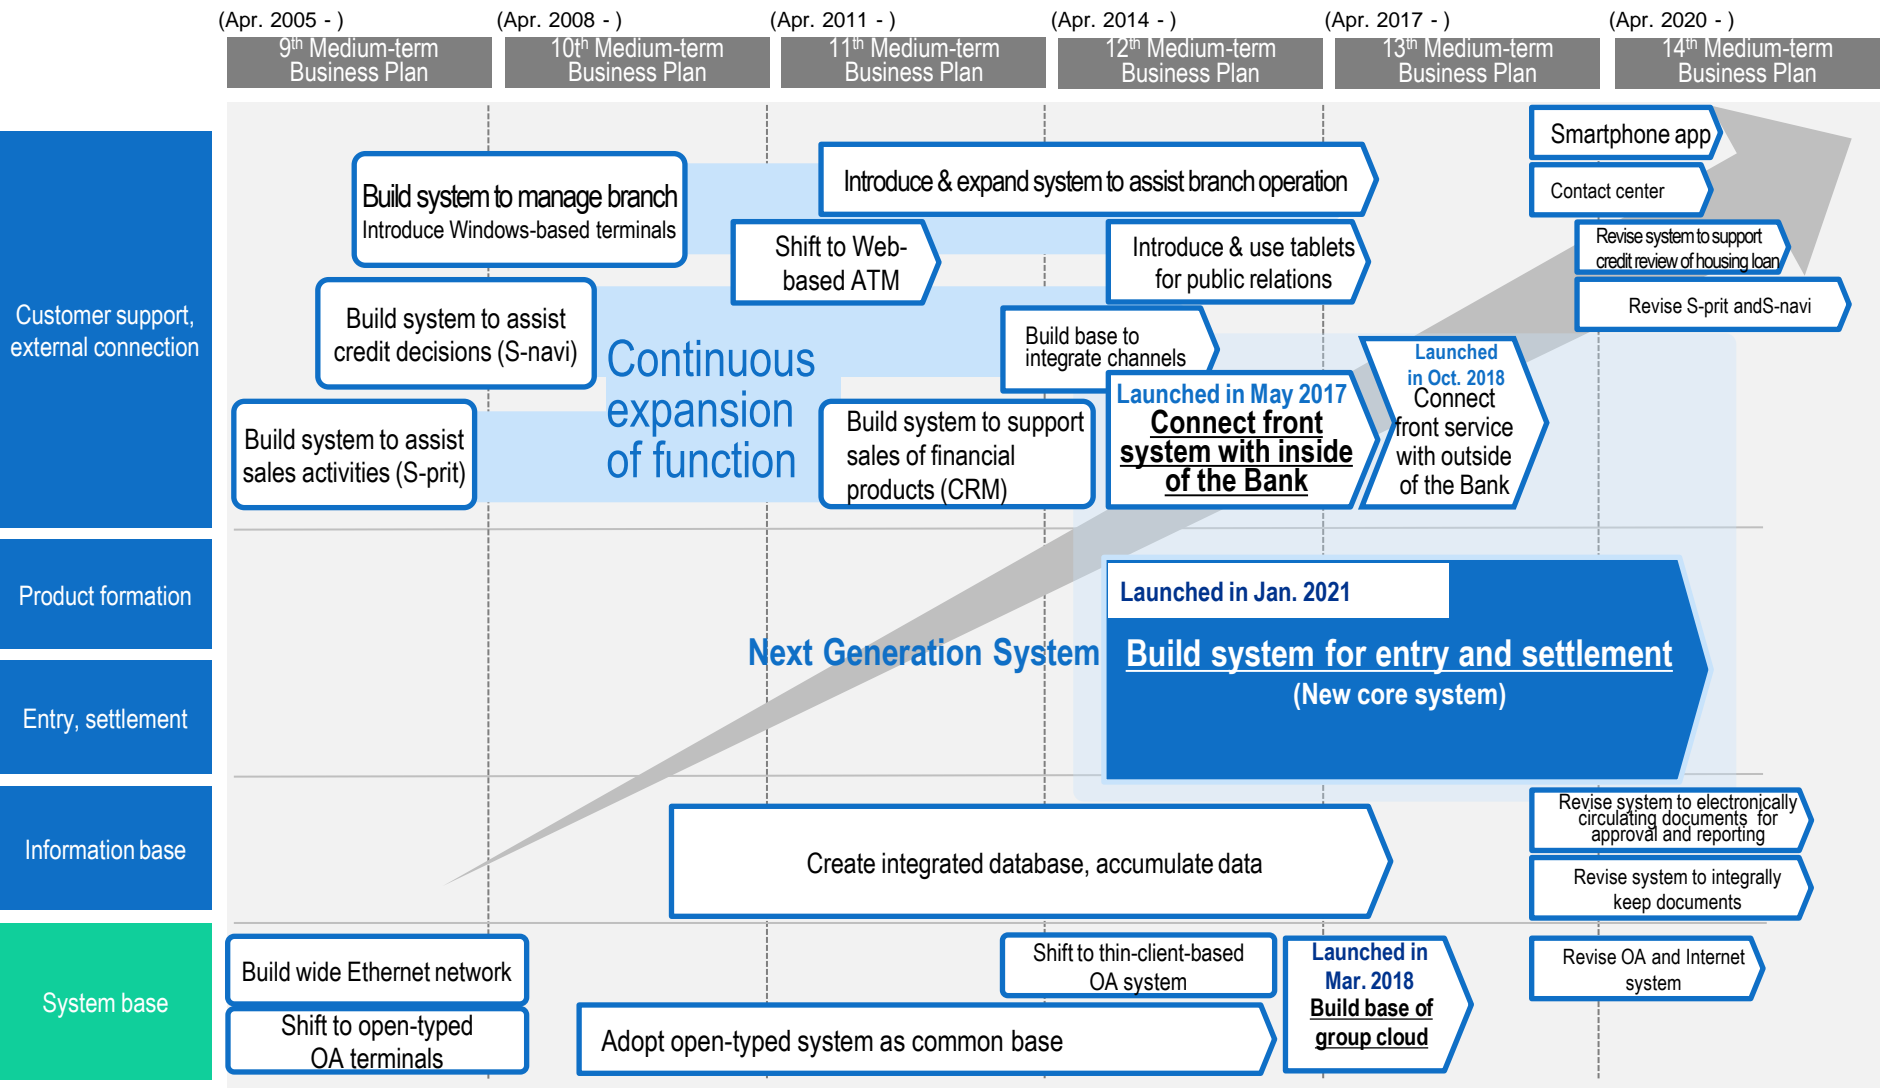 (Apr. 2005 - )
(Apr. 2008 - )
(Apr. 2011 - )
(Apr. 2014 - )
(Apr. 2017 - )
(Apr. 2020 - )
9th Medium-term
Business Plan
10th Medium-term
Business Plan
11th Medium-term
Business Plan
12th Medium-term
Business Plan
13th Medium-term
Business Plan
14th Medium-term
Business Plan
Customer support,
external connection
Build system to manage branch
Introduce Windows-based terminals
Introduce & expand system to assist branch operation
Smartphone app
Contact center
Shift to Web-
based ATM
Introduce & use tablets
for public relations
Revise system to support
credit review of housing loan
Revise S-prit andS-navi
Build system to assist
credit decisions (S-navi)
Build base to
integrate channels
Continuous
expansion
of function
Launched in May 2017
Connect front
system with inside
of the Bank
Launched
in Oct. 2018
Connect
front service
with outside
of the Bank
Build system to assist
sales activities (S-prit)
Build system to support
sales of financial
products (CRM)
Product formation
Entry, settlement
Next Generation System
Launched in Jan. 2021
Build system for entry and settlement
(New core system)
Information base
Create integrated database, accumulate data
Revise system to electronically
circulating documents for
approval and reporting
Revise system to integrally
keep documents
System base
Build wide Ethernet network
Shift to open-typed
OA terminals
Shift to thin-client-based
OA system
Adopt open-typed system as common base
Launched in
Mar. 2018
Build base of
group cloud
Revise OA and Internet
system